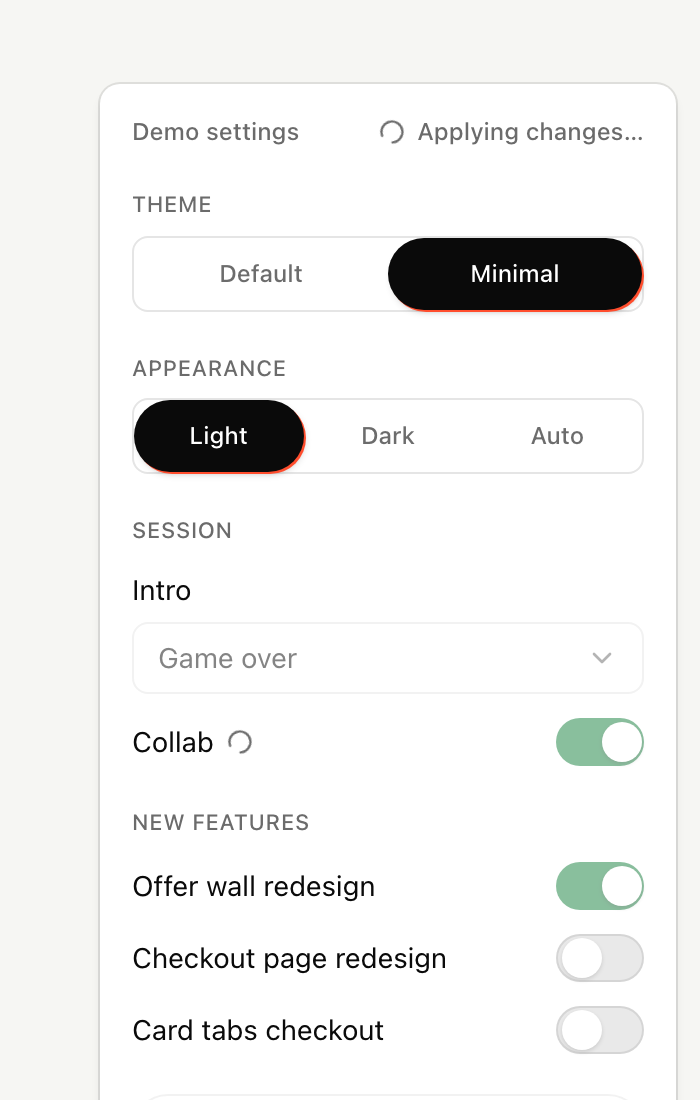 Demo settings Applying changes...
THEME
Default Minimal
APPEARANCE
Light Dark Auto
SESSION
Intro
Game over
Collab
NEW FEATURES
Offer wall redesign
Checkout page redesign
Card tabs checkout